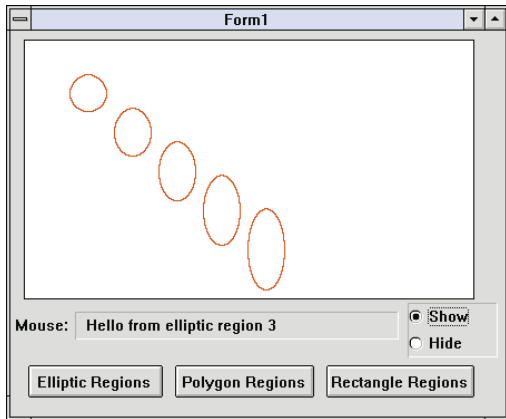 Form1
Mouse: Hello from elliptic region 3
Show
Hide
Elliptic Regions Polygon Regions Rectangle Regions